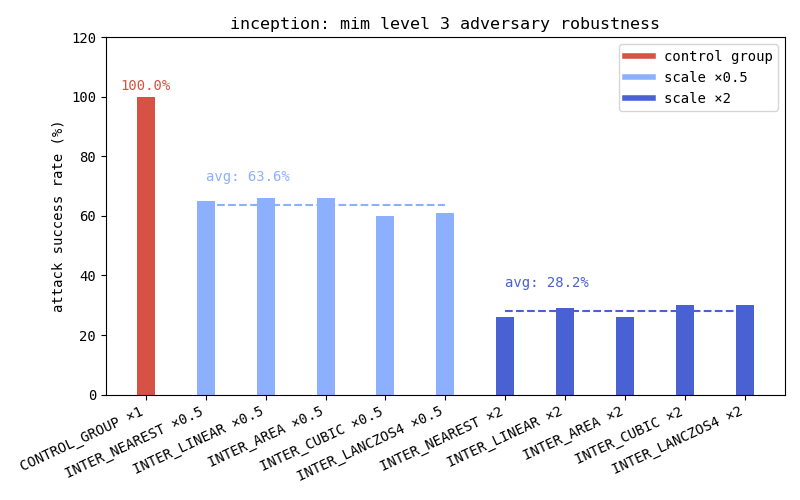 inception: mim level 3 adversary robustness
attack success rate (%)
120
100
80
60
40
20
0
100.0%
avg: 63.6%
avg: 28.2%
control group
scale ×0.5
scale ×2
CONTROL_GROUP ×1
INTER_NEAREST ×0.5
INTER_LINEAR ×0.5
INTER_AREA ×0.5
INTER_CUBIC ×0.5
INTER_LANCZOS4 ×0.5
INTER_NEAREST ×2
INTER_LINEAR ×2
INTER_AREA ×2
INTER_CUBIC ×2
INTER_LANCZOS4 ×2